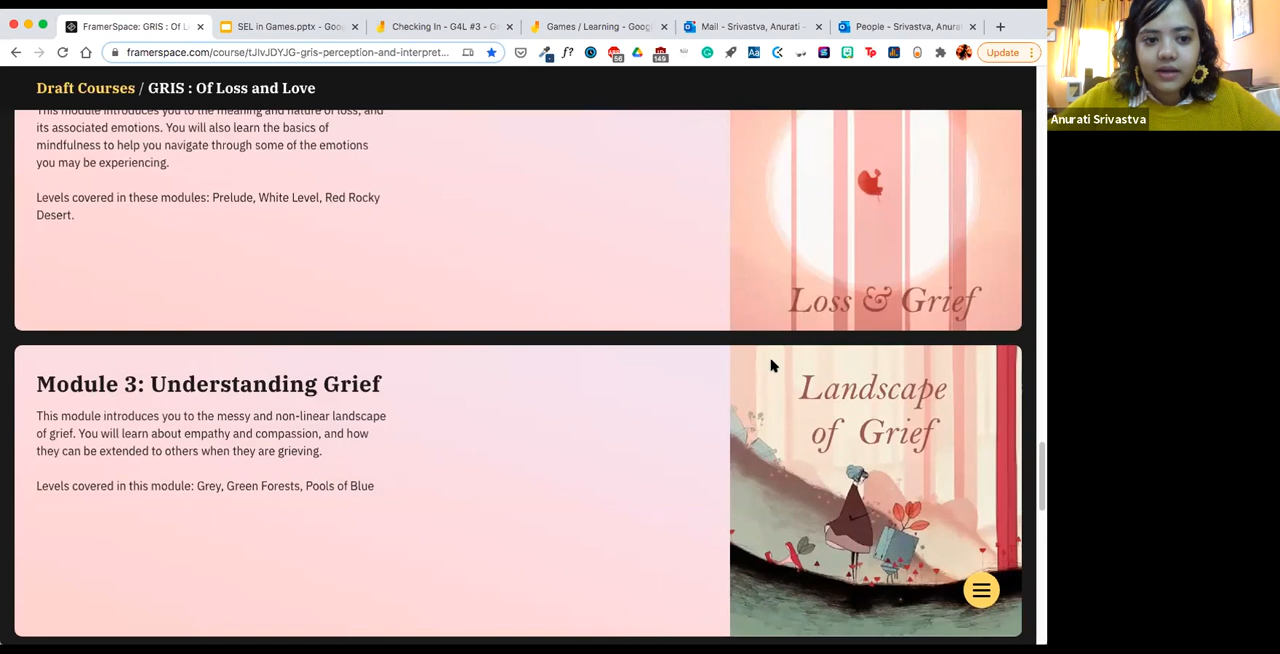 FramerSpace: GRIS : Of L
SEL in Games.pptx - Goo
Checking In - G4L #3 - G
Games / Learning - Goog
Mail - Srivastva, Anurati -
People - Srivastva, Anurat
framerspace.com/course/tJlvJDYJG-gris-perception-and-interpret...
Update
Draft Courses / GRIS : Of Loss and Love
This module introduces you to the meaning and nature of loss, and
its associated emotions. You will also learn the basics of
mindfulness to help you navigate through some of the emotions
you may be experiencing.
Levels covered in these modules: Prelude, White Level, Red Rocky
Desert.
Loss & Grief
Module 3: Understanding Grief
This module introduces you to the messy and non-linear landscape
of grief. You will learn about empathy and compassion, and how
they can be extended to others when they are grieving.
Levels covered in this module: Grey, Green Forests, Pools of Blue
Landscape
of Grief
Anurati Srivastva